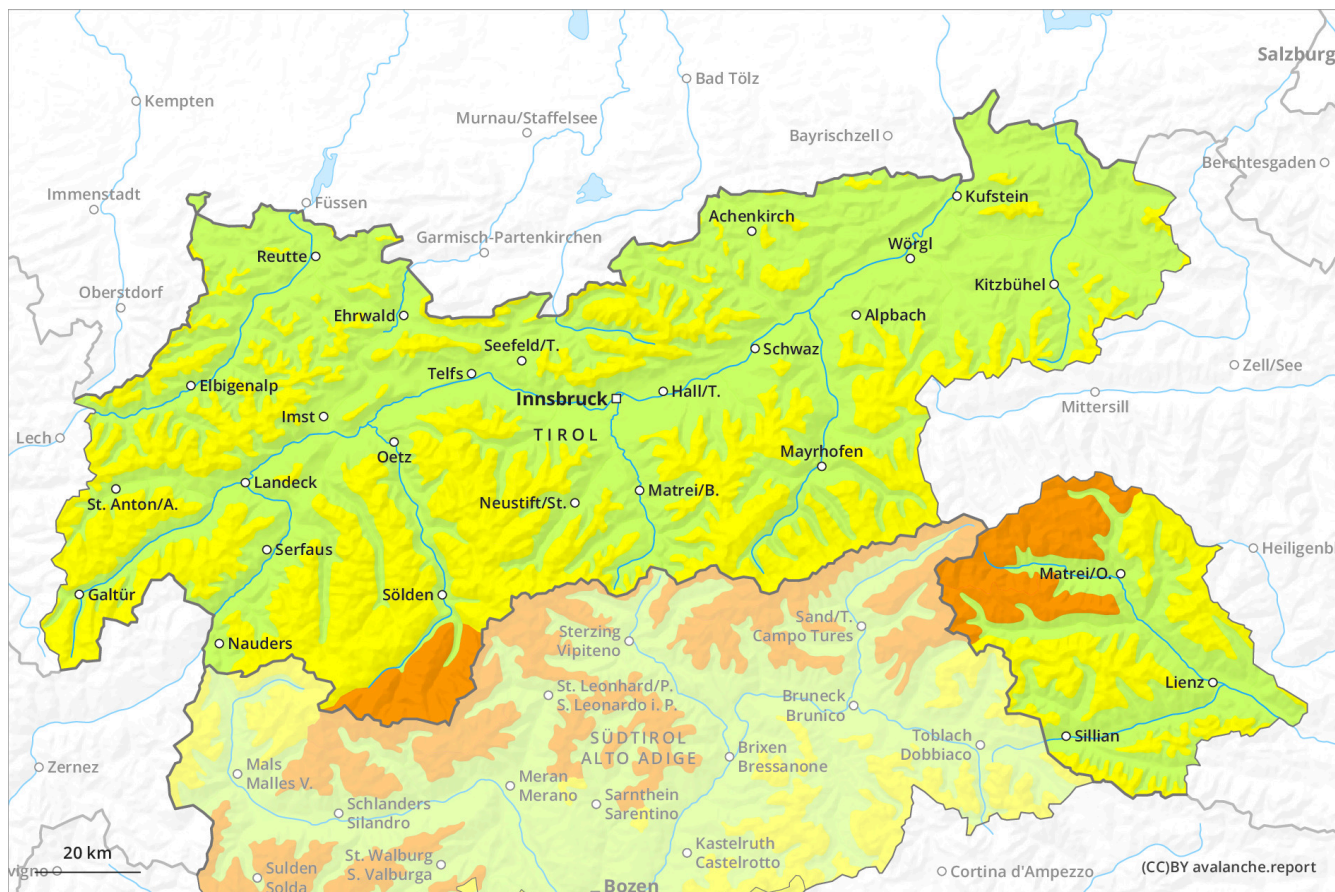 Salzburg
Bad Tölz
Kempten
Murnau/Staffelsee
Bayrischzell
Berchtesgaden
Immenstadt
Füssen
Kufstein
Achenkirch
Garmisch-Partenkirchen
Wörgl
Reutte
Kitzbühel
Oberstdorf
Ehrwald
Alpbach
Seefeld/T.
Schwaz
Telfs
Zell/See
Elbigenalp
Innsbruck
Hall/T.
Mittersill
Imst
TIROL
Lech
Oetz
Mayrhofen
Landeck
Matrei/B.
St. Anton/A.
Neustift/St.
Serfaus
Heiligenb
Matrei/O.
Galtür
Sölden
Sand/T.
Campo Tures
Sterzing
Vipiteno
Nauders
Lienz
St. Leonhard/P.
S. Leonardo i. P.
Bruneck
Brunico
SÜDTIROL
ALTO ADIGE
Toblach
Dobbiaco
Sillian
Brixen
Bressanone
Zernez
Mals
Malles V.
Meran
Merano
Sarnthein
Sarentino
Schlanders
Silandro
Kastelruth
Castelrotto
20 km
St. Walburg
S. Valburga
vigno
Sulden
Solda
Cortina d'Ampezzo
(CC)BY avalanche.report
Bozen